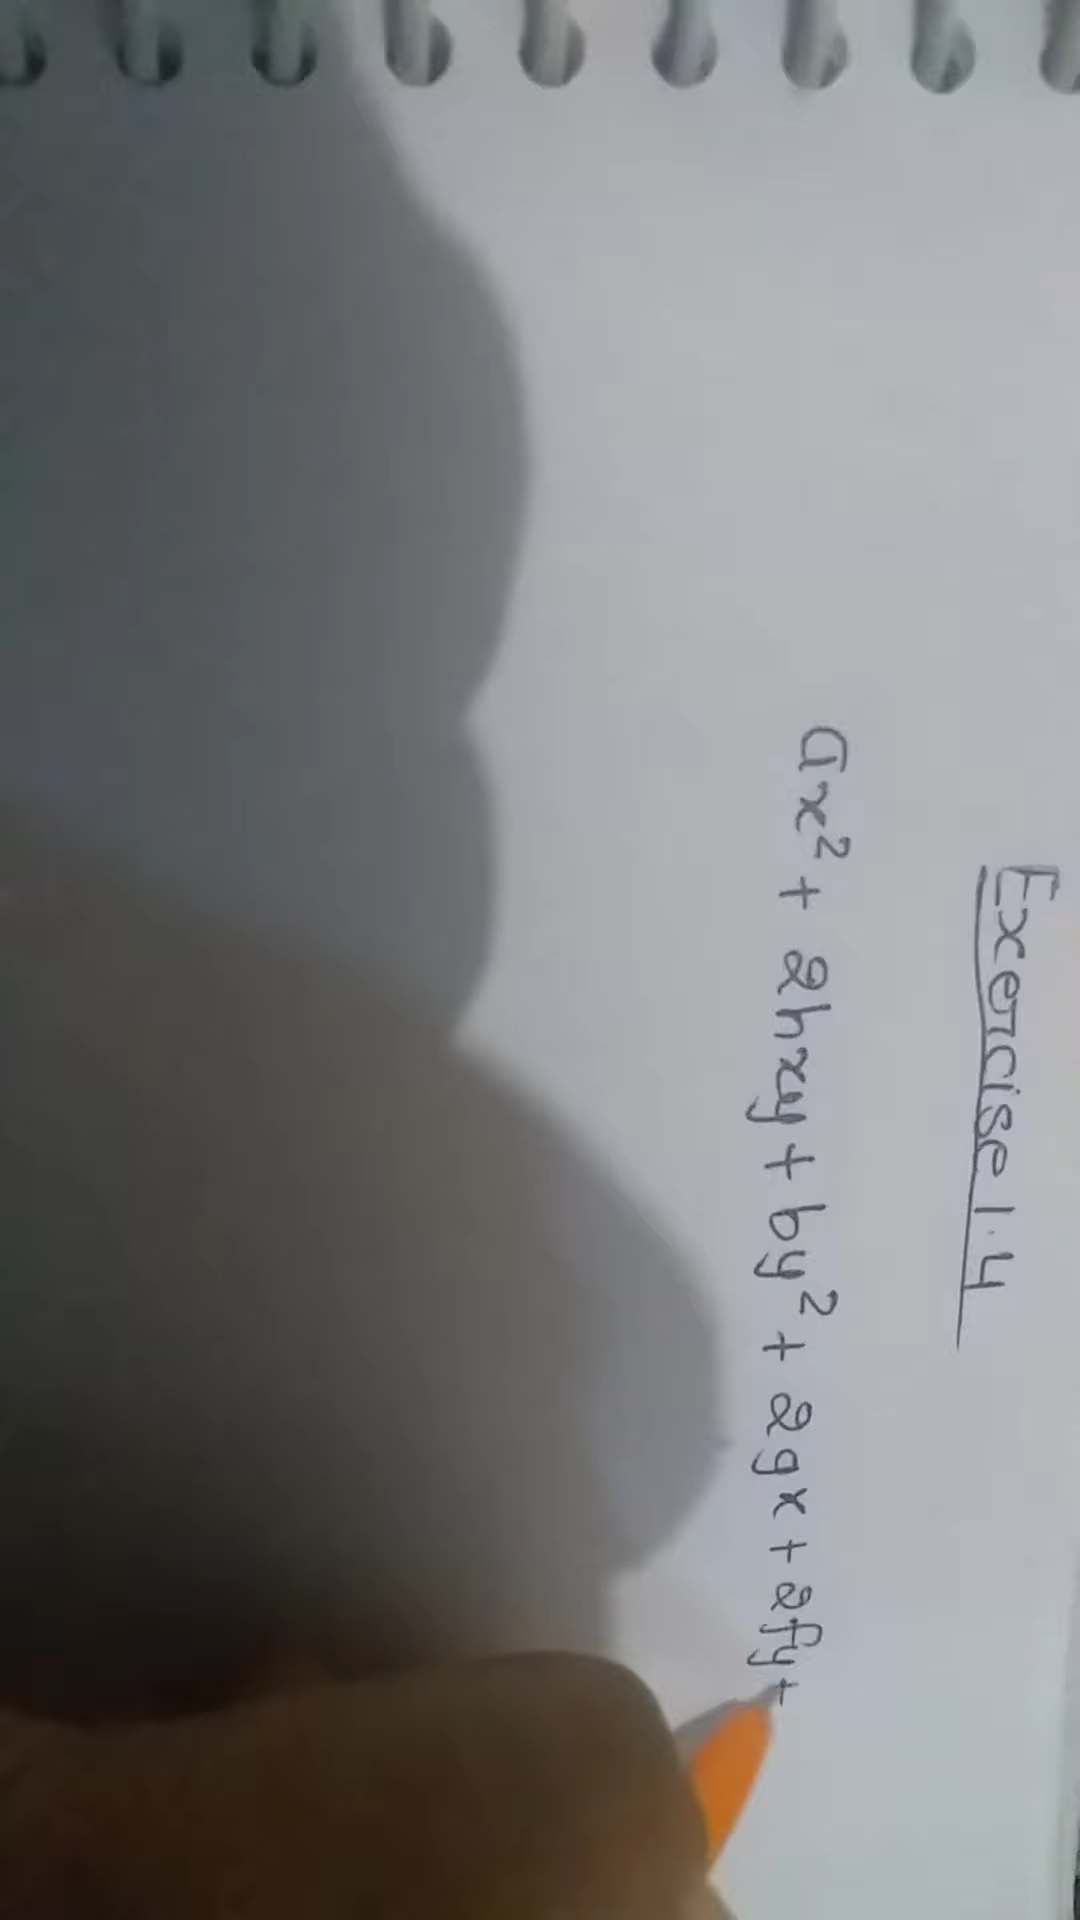 Exercise 1.4
ax² + 2hxy + by² + 2gx + 2fy +